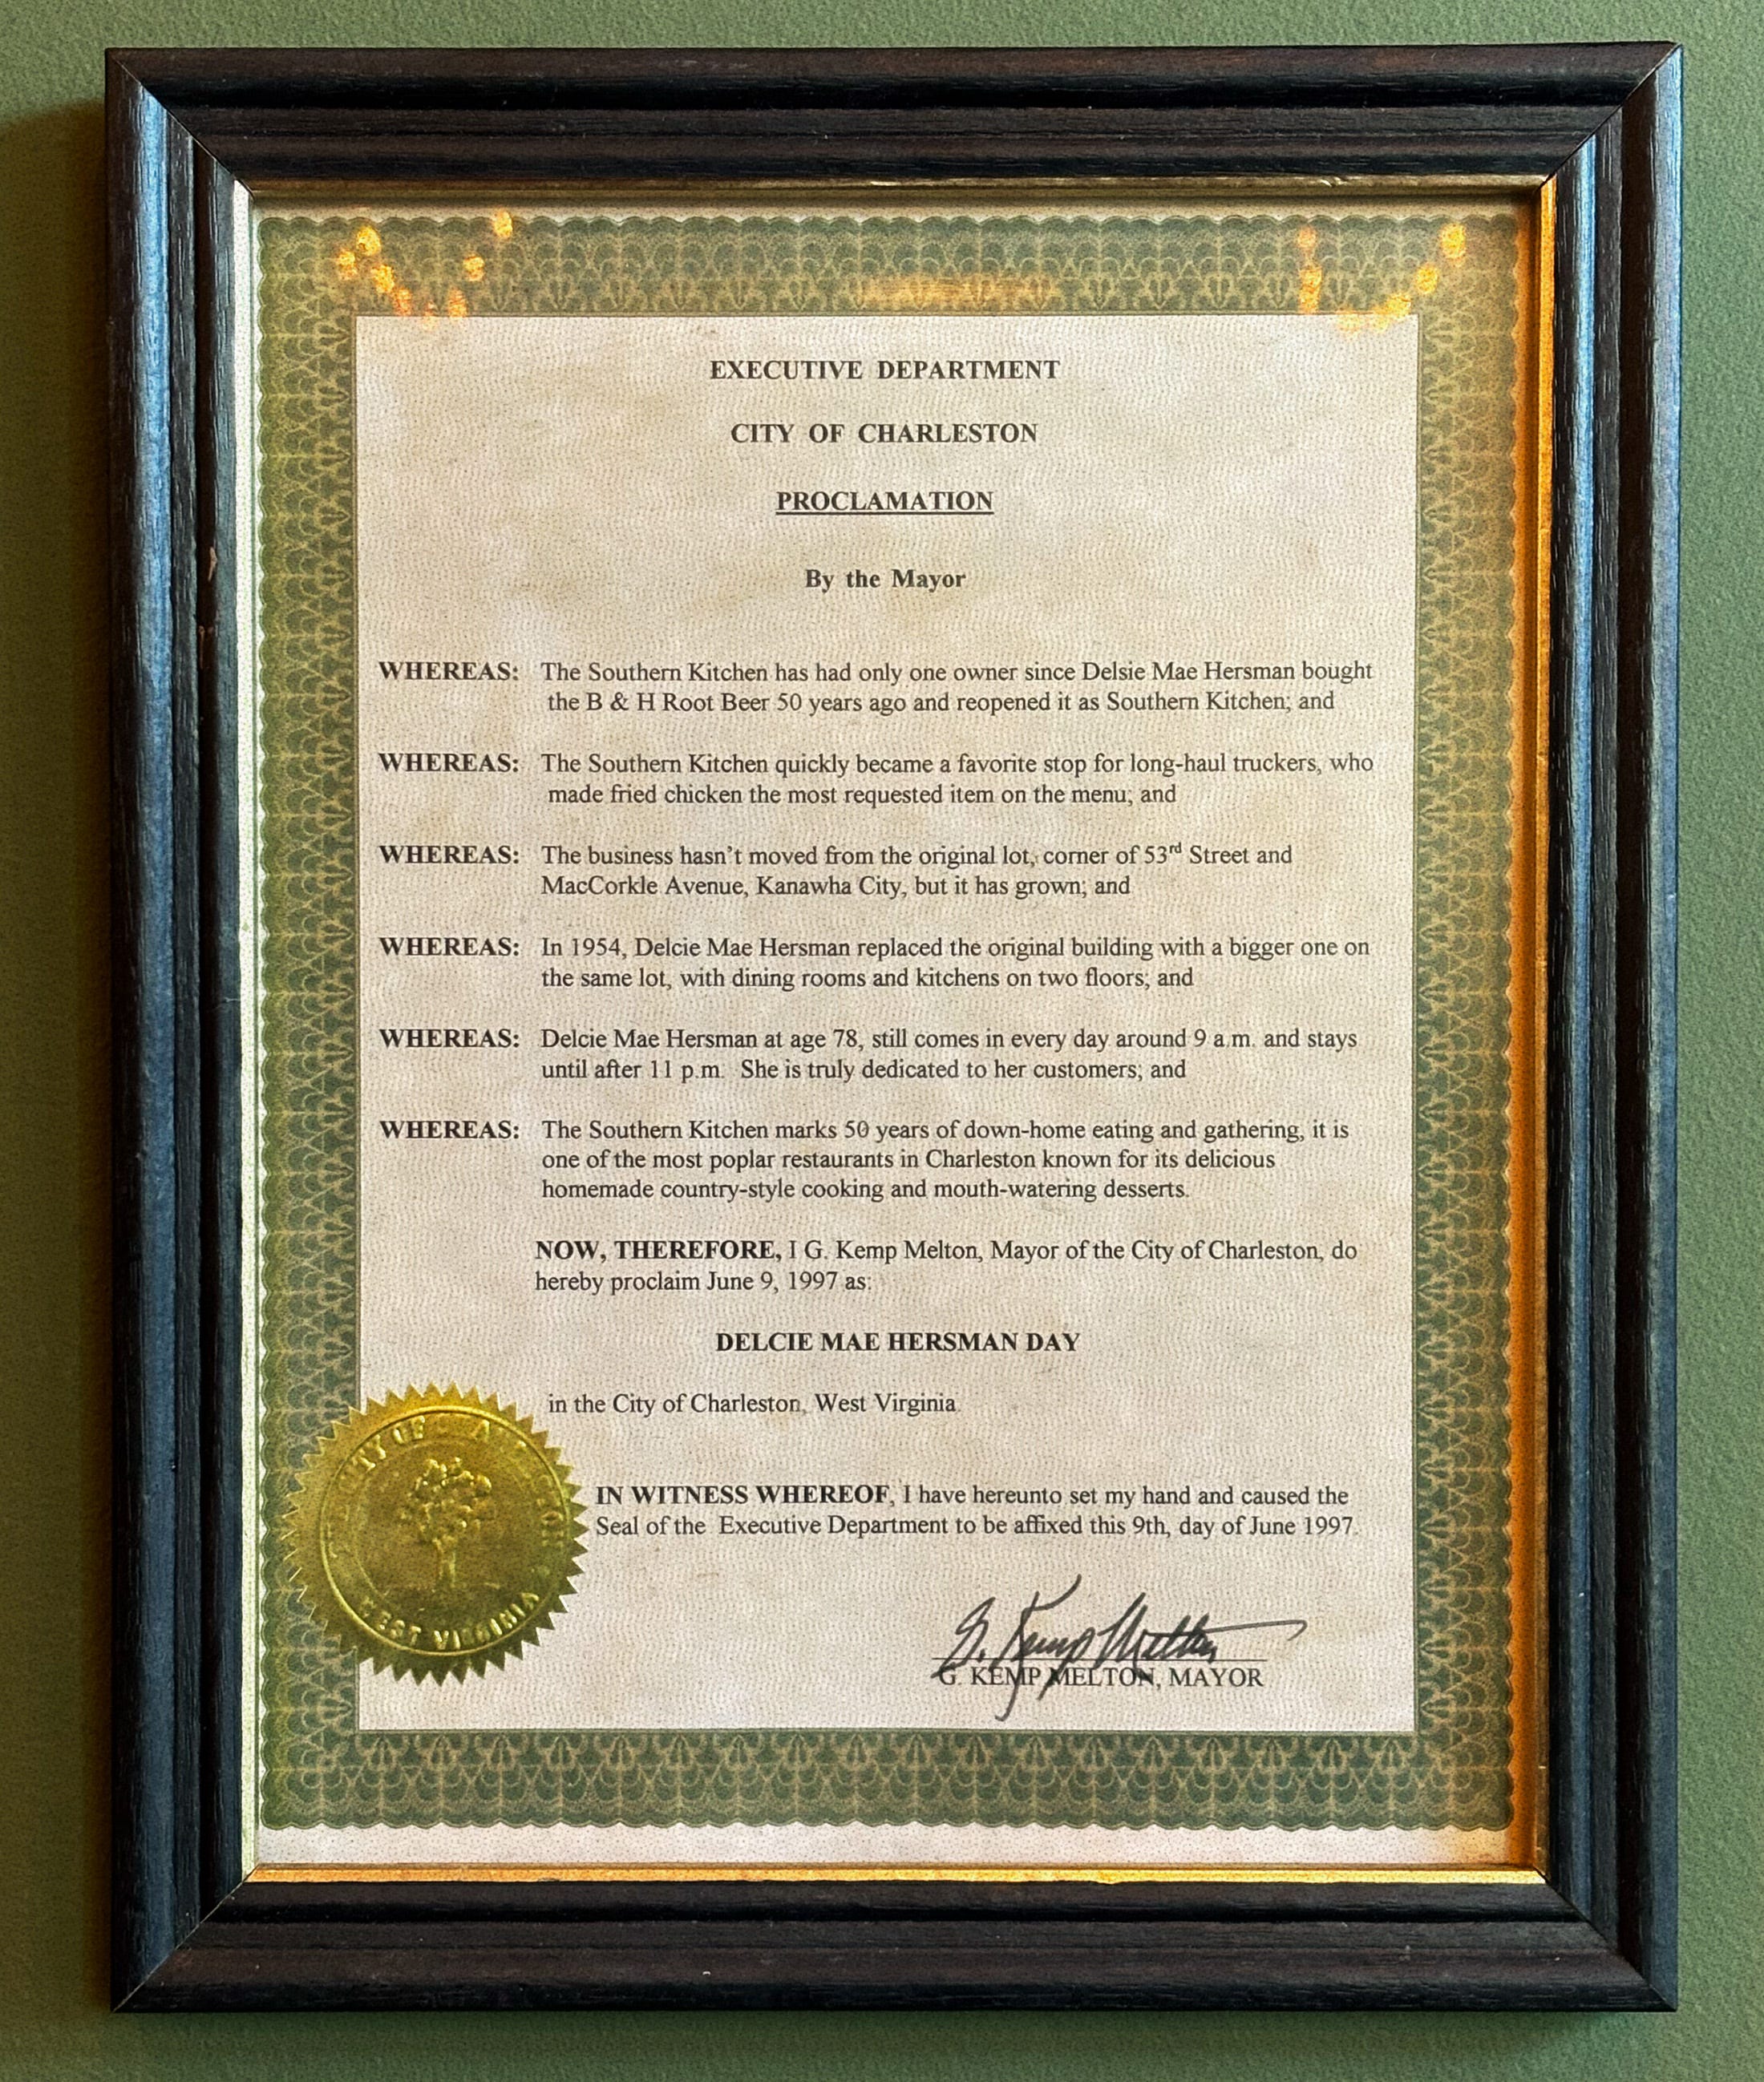 EXECUTIVE DEPARTMENT
CITY OF CHARLESTON
PROCLAMATION
By the Mayor
WHEREAS: The Southern Kitchen has had only one owner since Delsie Mae Hersman bought
the B & H Root Beer 50 years ago and reopened it as Southern Kitchen; and
WHEREAS: The Southern Kitchen quickly became a favorite stop for long-haul truckers, who
made fried chicken the most requested item on the menu; and
WHEREAS: The business hasn't moved from the original lot, corner of 53rd Street and
MacCorkle Avenue, Kanawha City, but it has grown; and
WHEREAS: In 1954, Delcie Mae Hersman replaced the original building with a bigger one on
the same lot, with dining rooms and kitchens on two floors; and
WHEREAS: Delcie Mae Hersman at age 78, still comes in every day around 9 a.m. and stays
until after 11 p.m. She is truly dedicated to her customers; and
WHEREAS: The Southern Kitchen marks 50 years of down-home eating and gathering, it is
one of the most poplar restaurants in Charleston known for its delicious
homemade country-style cooking and mouth-watering desserts.
NOW, THEREFORE, I G. Kemp Melton, Mayor of the City of Charleston, do
hereby proclaim June 9, 1997 as:
DELCIE MAE HERSMAN DAY
in the City of Charleston, West Virginia.
IN WITNESS WHEREOF, I have hereunto set my hand and caused the
Seal of the Executive Department to be affixed this 9th, day of June 1997.
G. Kemp Melton
G. KEMP MELTON, MAYOR
CITY OF
WEST VIRGINIA